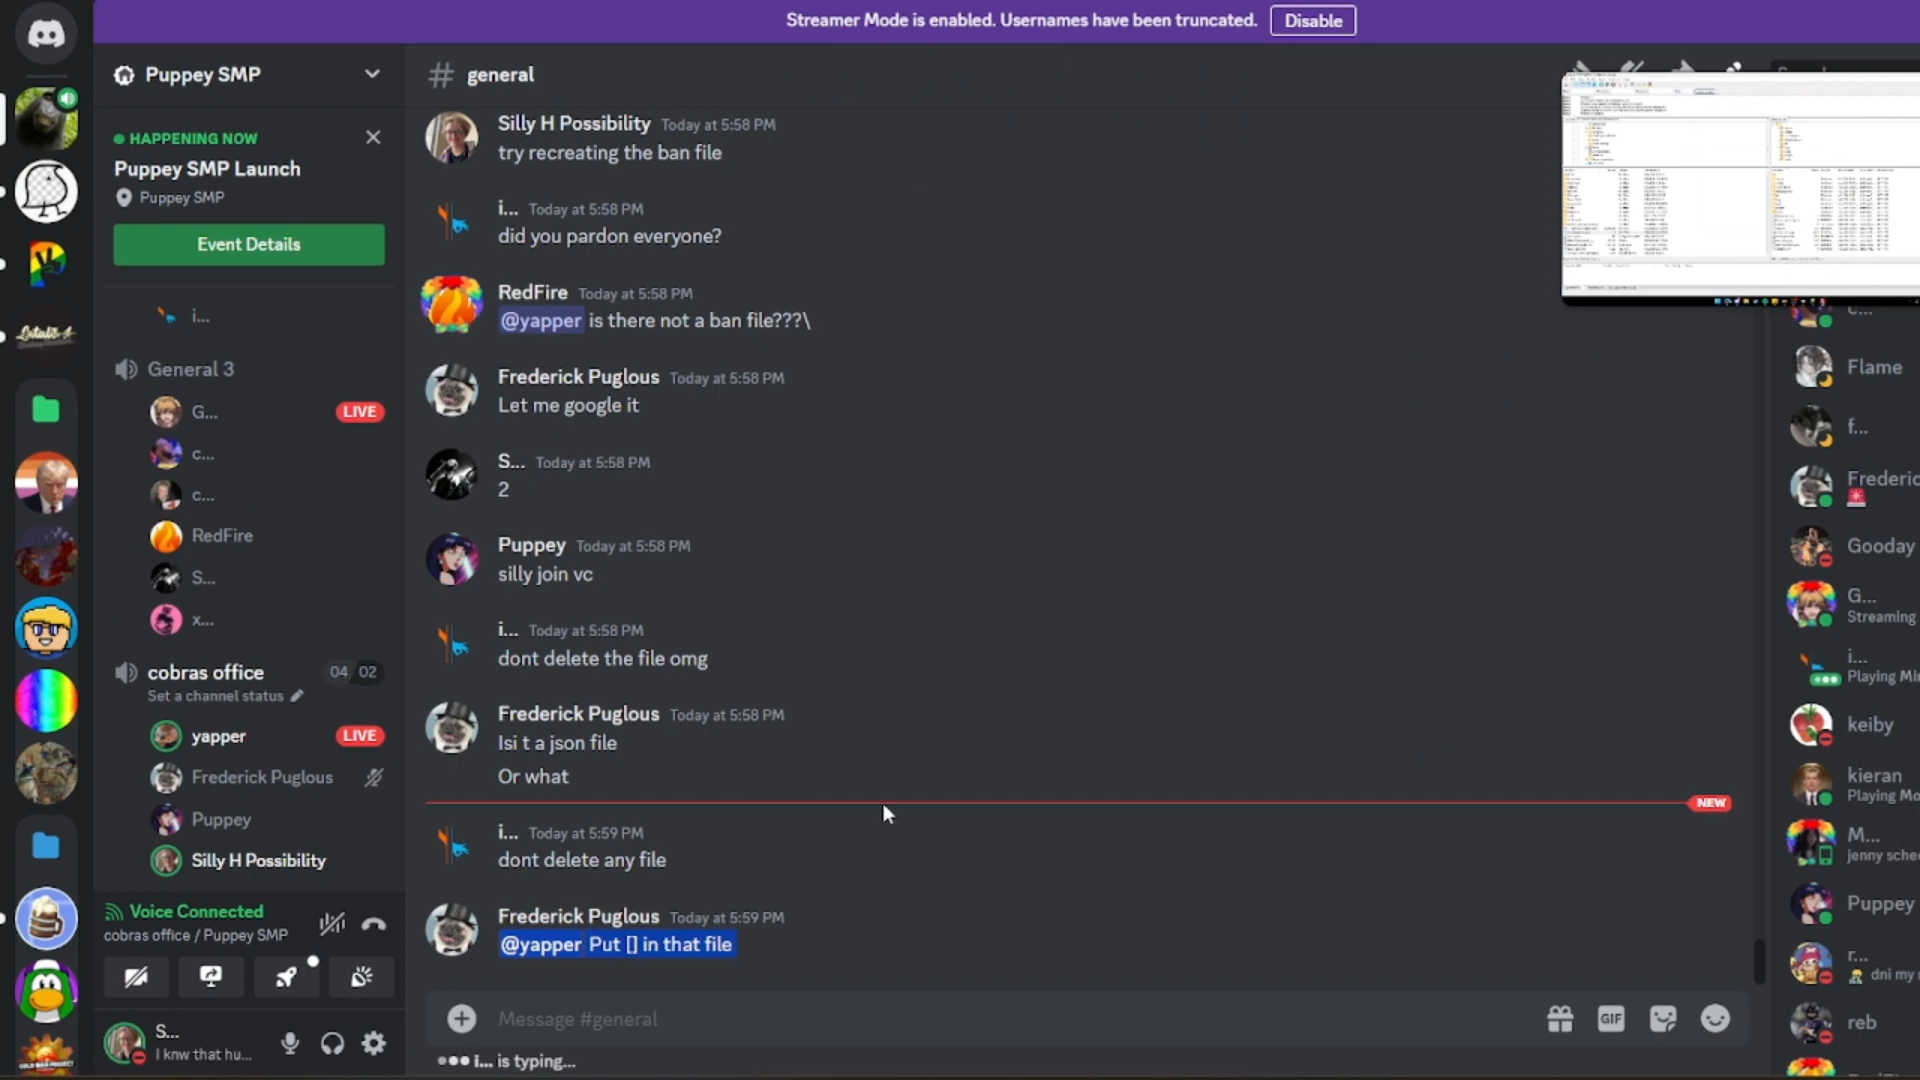 Streamer Mode is enabled. Usernames have been truncated.
Disable
Puppey SMP
HAPPENING NOW
Puppey SMP Launch
Puppey SMP
Event Details
i...
General 3
G...
LIVE
c...
c...
RedFire
S...
x...
cobras office
04 02
Set a channel status
yapper
LIVE
Frederick Puglous
Puppey
Silly H Possibility
Voice Connected
cobras office / Puppey SMP
S...
I knw that hu...
# general
Silly H Possibility Today at 5:58 PM
try recreating the ban file
i... Today at 5:58 PM
did you pardon everyone?
RedFire Today at 5:58 PM
@yapper is there not a ban file???\
Frederick Puglous Today at 5:58 PM
Let me google it
S... Today at 5:58 PM
2
Puppey Today at 5:58 PM
silly join vc
i... Today at 5:58 PM
dont delete the file omg
Frederick Puglous Today at 5:58 PM
Isi t a json file
Or what
NEW
i... Today at 5:59 PM
dont delete any file
Frederick Puglous Today at 5:59 PM
@yapper Put [] in that file
Message #general
GIF
i... is typing...
Flame
f...
Frederic
Gooday
G...
Streaming
i...
Playing Mi
keiby
kieran
Playing Mo
M...
jenny sche
Puppey
r...
dni my
reb